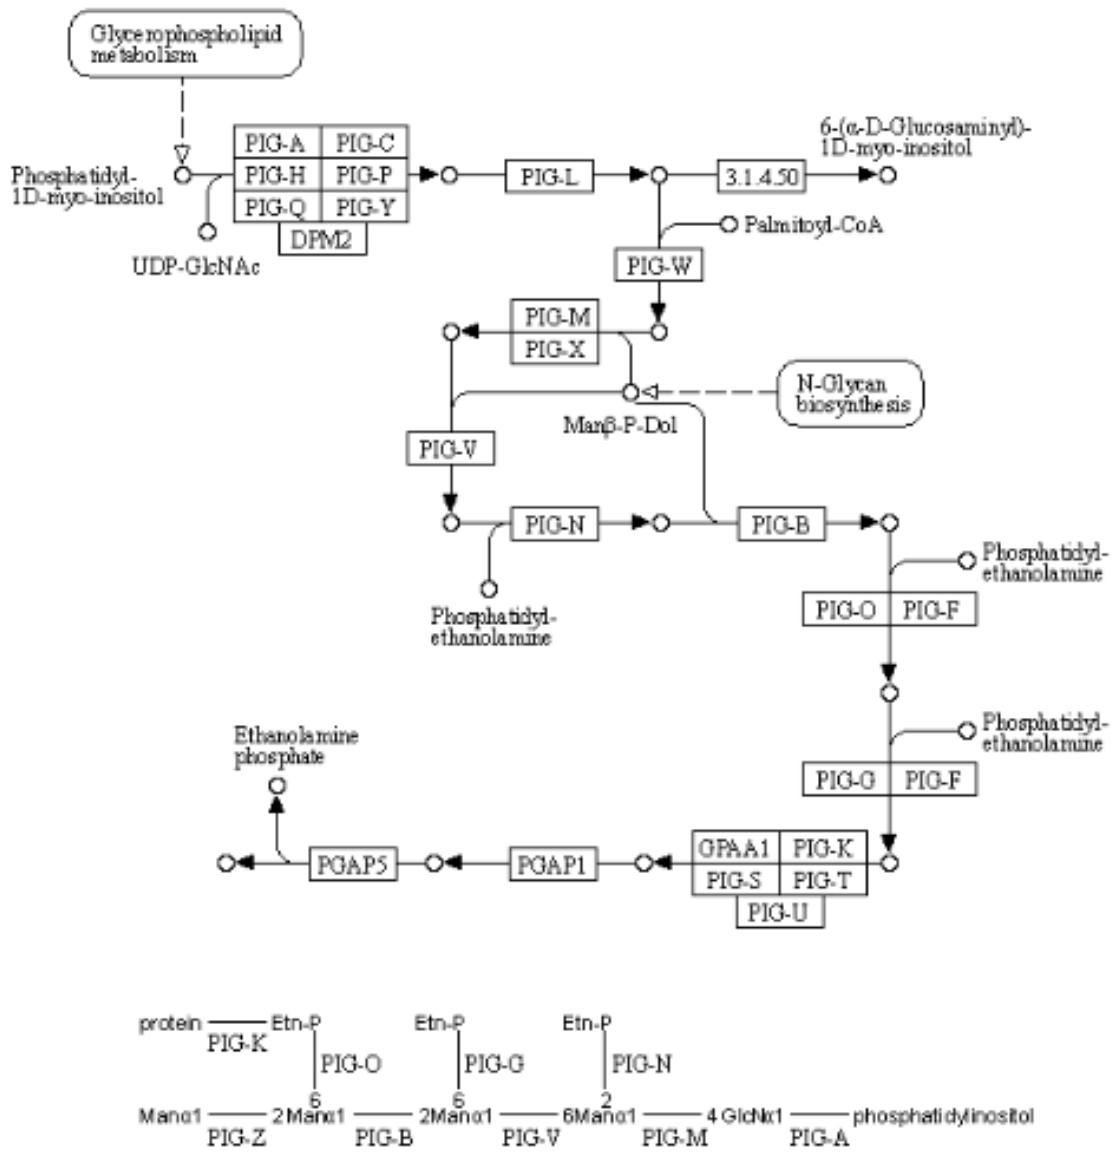 Glycerophospholipid
metabolism
6-(α-D-Glucosaminyl)-
1D-myo-inositol
PIG-A PIG-C
Phosphatidyl-
1D-myo-inositol
PIG-H PIG-P
PIG-L
3.1.4.50
PIG-Q PIG-Y
DPM2
UDP-GlcNAc
Palmitoyl-CoA
PIG-W
PIG-M
PIG-X
N-Glycan
biosynthesis
Manβ-P-Dol
PIG-V
PIG-N
PIG-B
Phosphatidyl-
ethanolamine
Phosphatidyl-
ethanolamine
PIG-O PIG-F
Phosphatidyl-
ethanolamine
Ethanolamine
phosphate
PIG-G PIG-F
PGAP5
PGAP1
GPAA1 PIG-K
PIG-S PIG-T
PIG-U
protein Etn-P Etn-P Etn-P
PIG-K
PIG-O PIG-G PIG-N
6 6 2
Manα1 2Manα1 2Manα1 6Manα1 4 GlcNα1 phosphatidylinositol
PIG-Z PIG-B PIG-V PIG-M PIG-A